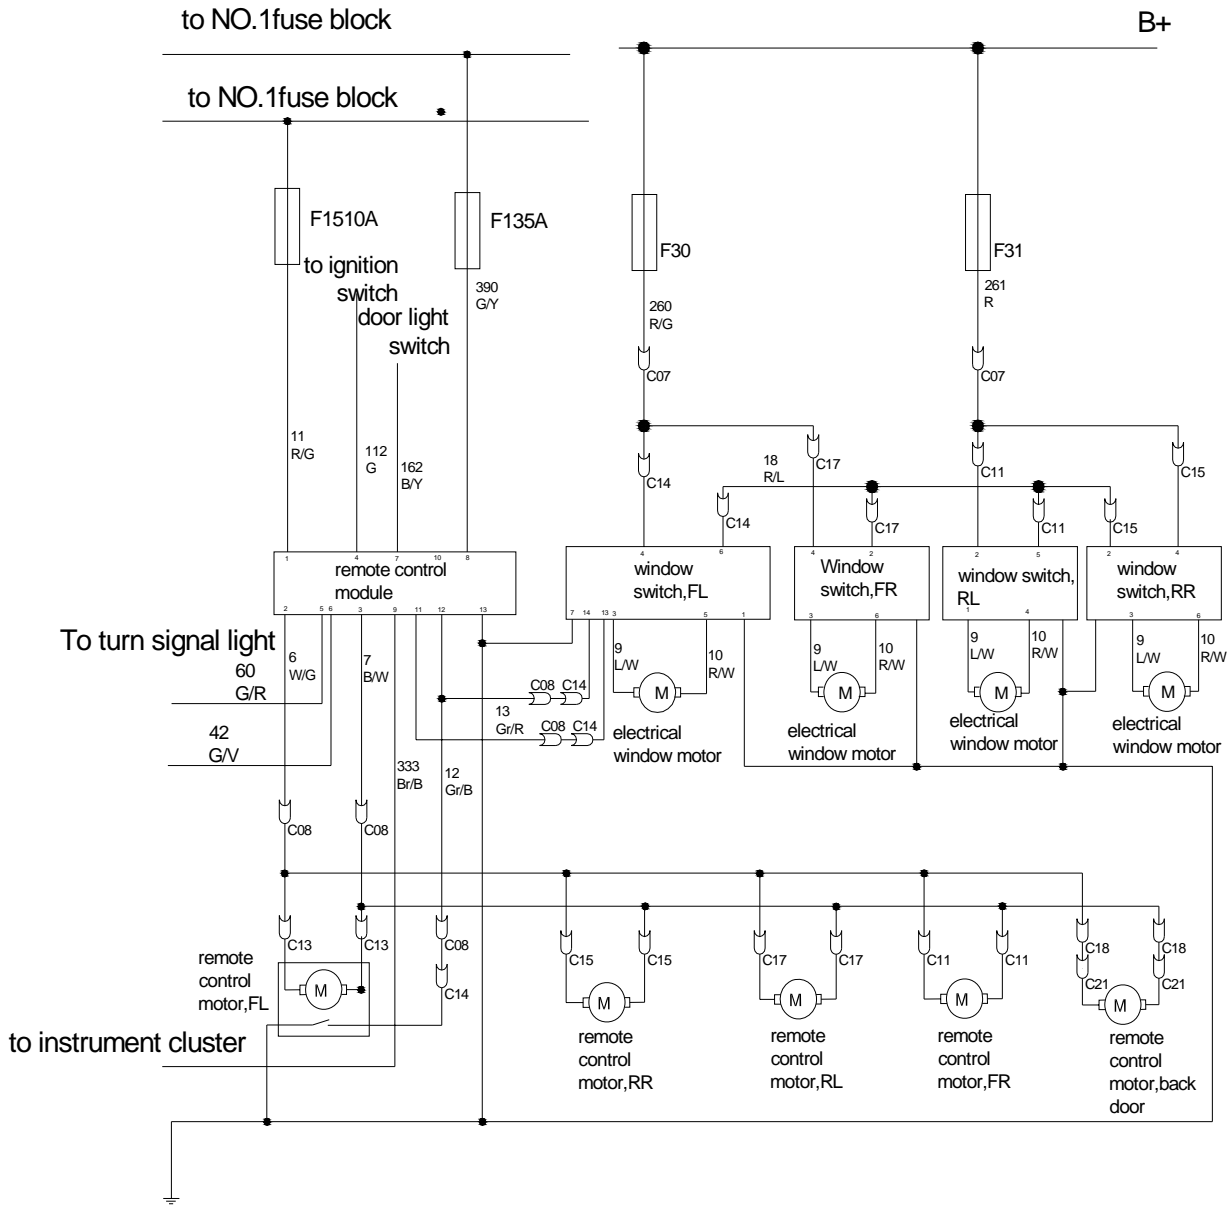 to NO.1fuse block
B+
to NO.1fuse block
F1510A
F135A
F30
F31
to ignition
switch
door light
switch
390
G/Y
260
R/G
261
R
C07
C07
11
R/G
112
G
162
B/Y
18
R/L
C14
C17
C11
C15
C14
C17
C11
C15
1
4
7
10
8
remote control
module
2
5
6
3
9
11
12
13
4
6
window
switch,FL
7
14
13
3
5
1
4
2
Window
switch,FR
3
6
2
5
window switch,
RL
1
4
2
4
window
switch,RR
3
6
To turn signal light
60
G/R
42
G/V
6
W/G
7
B/W
333
Br/B
12
Gr/B
13
Gr/R
C08
C14
C08
C14
9
L/W
10
R/W
M
electrical
window motor
9
L/W
10
R/W
M
electrical
window motor
9
L/W
10
R/W
M
electrical
window motor
9
L/W
10
R/W
M
electrical
window motor
C08
C08
C13
C13
C08
C14
remote
control
motor,FL
M
to instrument cluster
C15
C15
M
remote
control
motor,RR
C17
C17
M
remote
control
motor,RL
C11
C11
M
remote
control
motor,FR
C18
C18
C21
C21
M
remote
control
motor,back
door